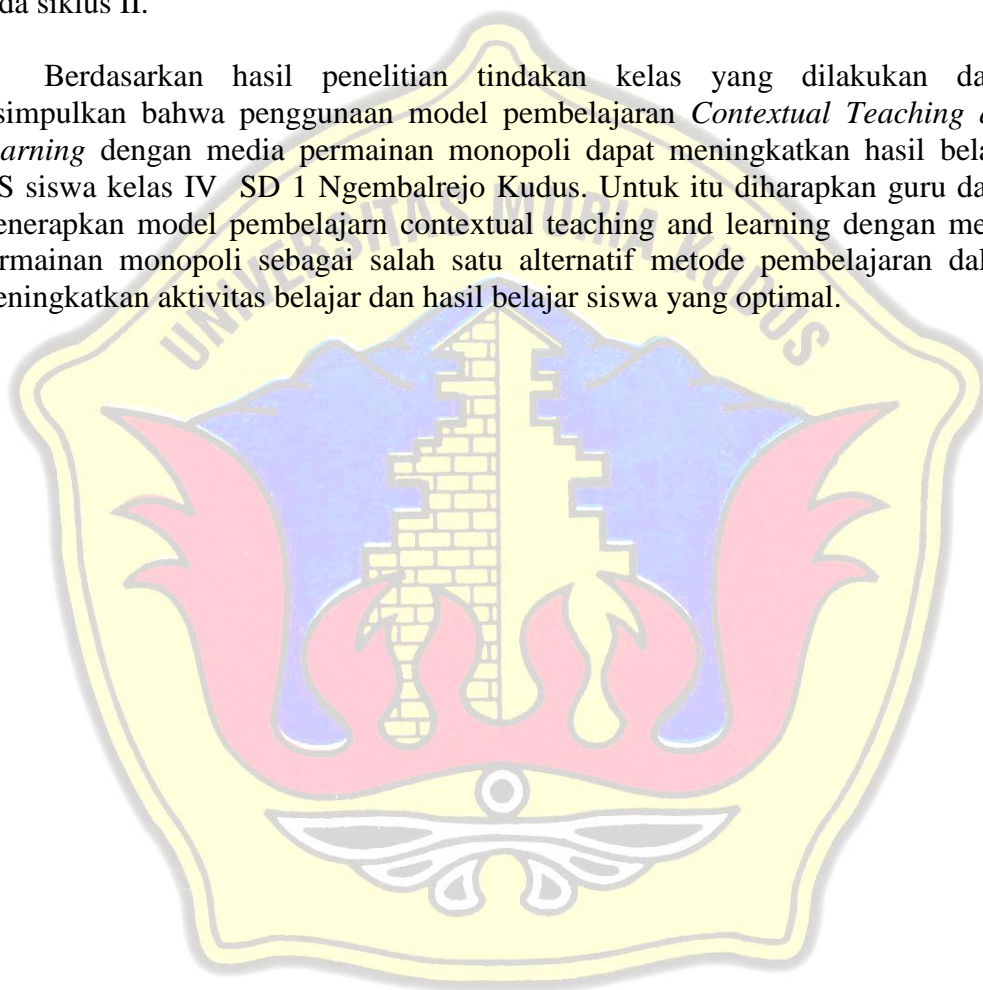 da siklus II.
Berdasarkan hasil penelitian tindakan kelas yang dilakukan da
simpulkan bahwa penggunaan model pembelajaran Contextual Teaching a
arning dengan media permainan monopoli dapat meningkatkan hasil bela
S siswa kelas IV SD 1 Ngembalrejo Kudus. Untuk itu diharapkan guru da
enerapkan model pembelajarn contextual teaching and learning dengan me
rmainan monopoli sebagai salah satu alternatif metode pembelajaran dal
eningkatkan aktivitas belajar dan hasil belajar siswa yang optimal.
UNIVERSITAS MURIA KUDUS